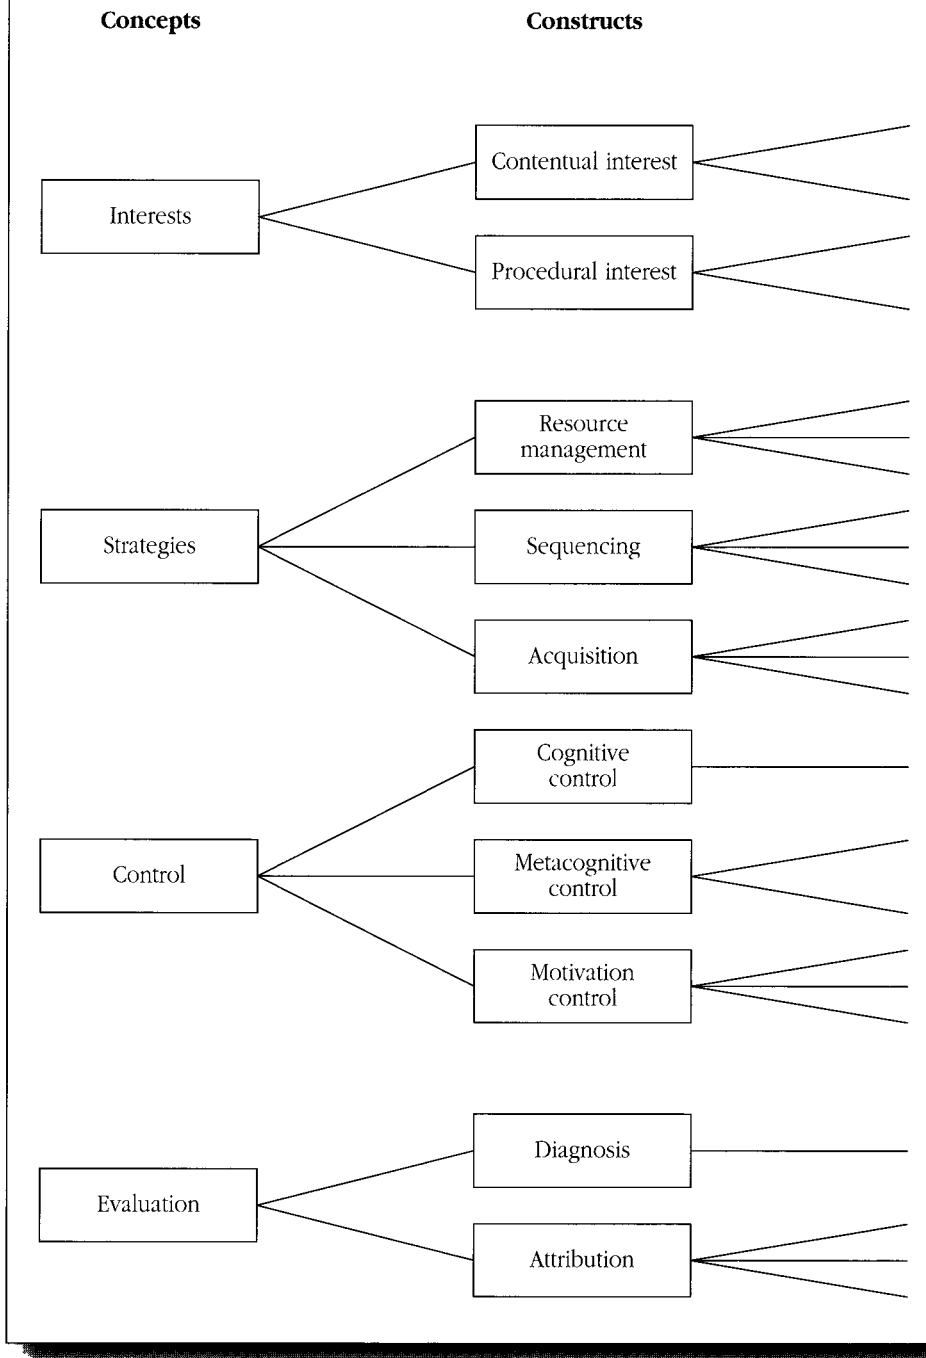 Concepts
Constructs
Contentual interest
Interests
Procedural interest
Resource
management
Strategies
Sequencing
Acquisition
Cognitive
control
Control
Metacognitive
control
Motivation
control
Diagnosis
Evaluation
Attribution